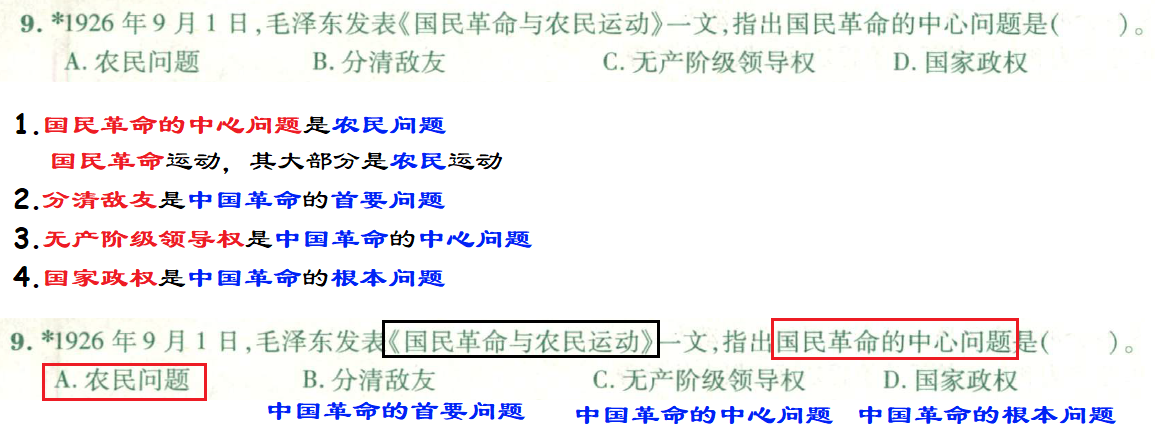 9. *1926 年 9 月 1 日,毛泽东发表《国民革命与农民运动》一文,指出国民革命的中心问题是(  )。
A. 农民问题 B. 分清敌友 C. 无产阶级领导权 D. 国家政权
1.国民革命的中心问题是农民问题
国民革命运动，其大部分是农民运动
2.分清敌友是中国革命的首要问题
3.无产阶级领导权是中国革命的中心问题
4.国家政权是中国革命的根本问题
9. *1926 年 9 月 1 日,毛泽东发表《国民革命与农民运动》一文,指出国民革命的中心问题是(  )。
A. 农民问题 B. 分清敌友 C. 无产阶级领导权 D. 国家政权
中国革命的首要问题 中国革命的中心问题 中国革命的根本问题